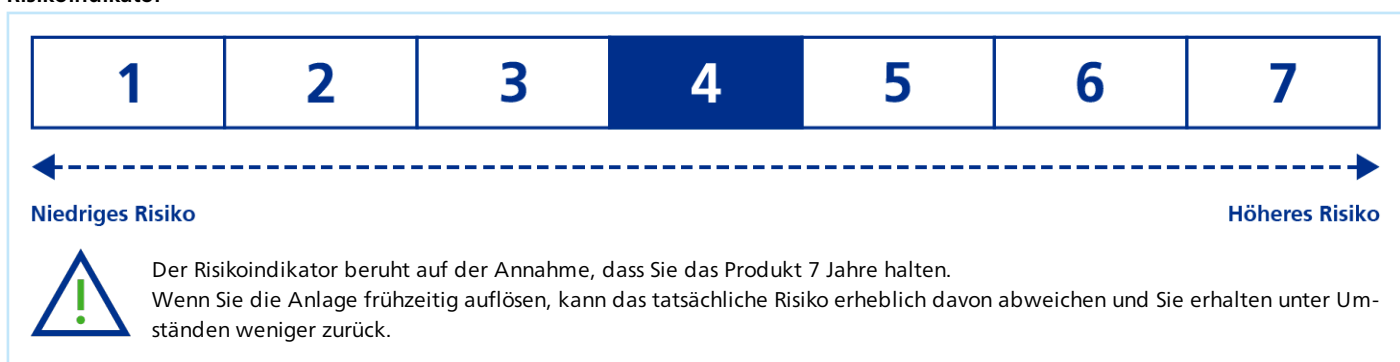 Risikoindikator
1 2 3 4 5 6 7
Niedriges Risiko Höheres Risiko
Der Risikoindikator beruht auf der Annahme, dass Sie das Produkt 7 Jahre halten.
Wenn Sie die Anlage frühzeitig auflösen, kann das tatsächliche Risiko erheblich davon abweichen und Sie erhalten unter Um-
ständen weniger zurück.